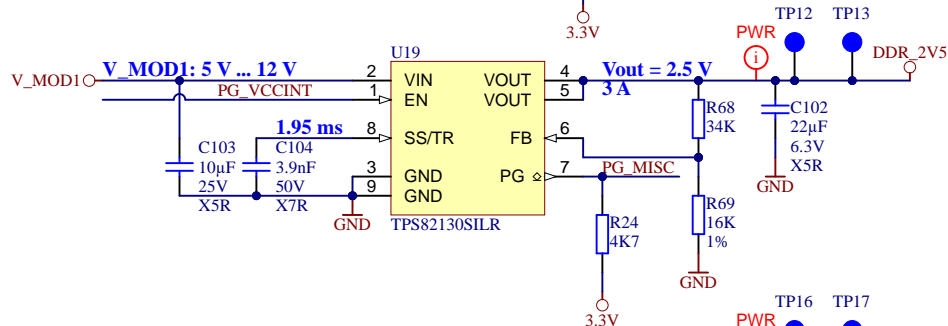 3.3V
TP12
TP13
PWR
i
DDR_2V5
U19
V_MOD1
V_MOD1: 5 V ... 12 V
2
VIN
VOUT
4
Vout = 2.5 V
PG_VCCINT
1
EN
VOUT
5
3 A
R68
34K
C102
22µF
6.3V
X5R
GND
1.95 ms
8
SS/TR
FB
6
C103
10µF
25V
X5R
C104
3.9nF
50V
X7R
3
GND
9
GND
PG
7
PG_MISC
GND
TPS82130SILR
R24
4K7
R69
16K
1%
GND
3.3V
TP16
TP17
PWR